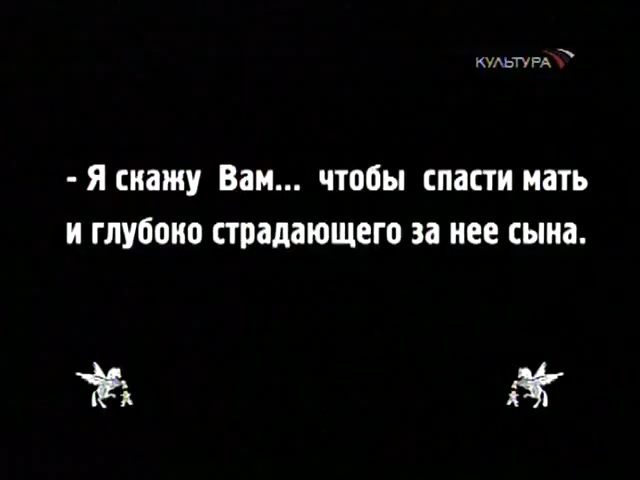 КУЛЬТУРА
- Я скажу Вам... чтобы спасти мать
и глубоко страдающего за нее сына.